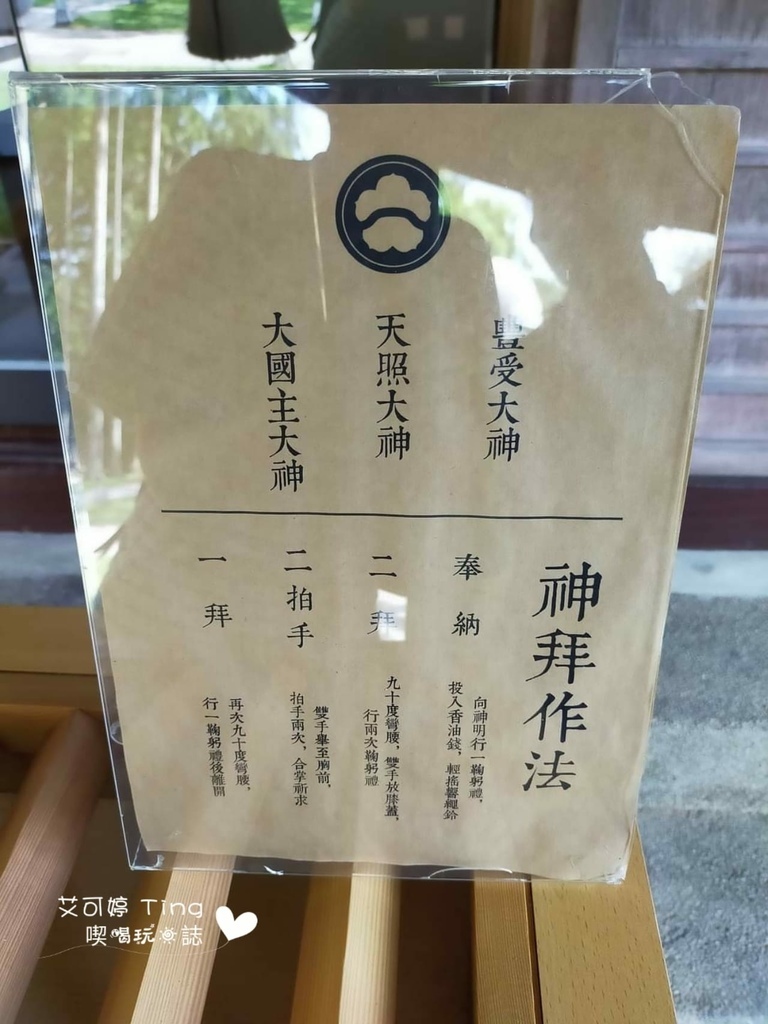 豐受大神
天照大神
大國主大神
神拜作法
奉納
向神明行一鞠躬禮，
投入香油錢，輕搖響繩鈴
二拜
九十度彎腰，雙手放膝蓋，
行兩次鞠躬禮
二拍手
雙手舉至胸前，
拍手兩次，合掌祈求
一拜
再次九十度彎腰，
行一鞠躬禮後離開
艾可婷 Ting
喫喝玩樂誌